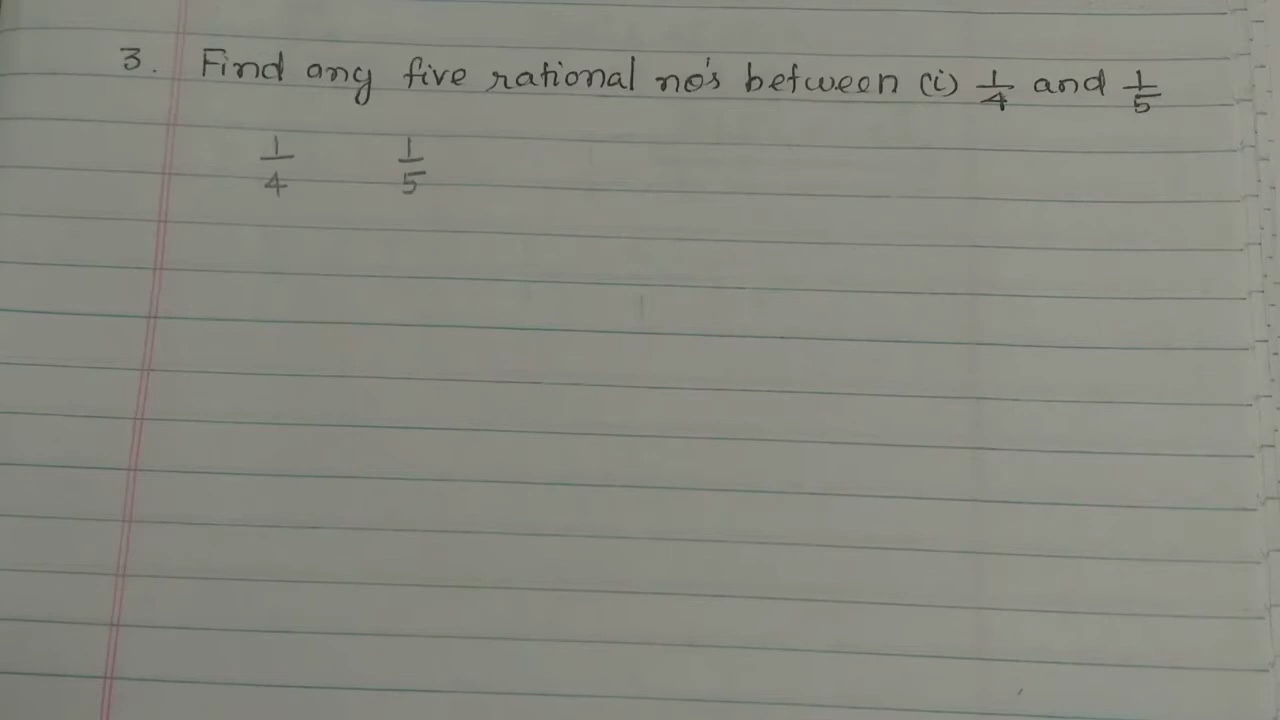 3. Find any five rational no's between (i) 1/4 and 1/5
1/4 1/5